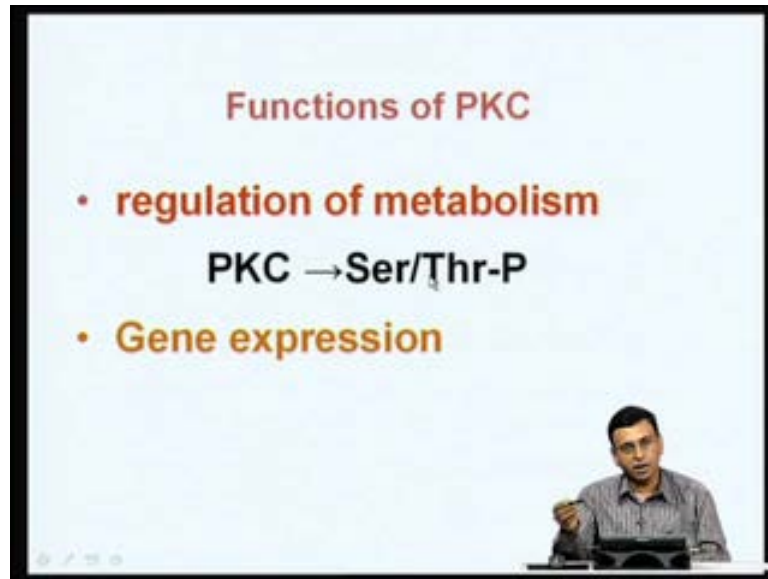 Functions of PKC
• regulation of metabolism
PKC →Ser/Thr-P
• Gene expression